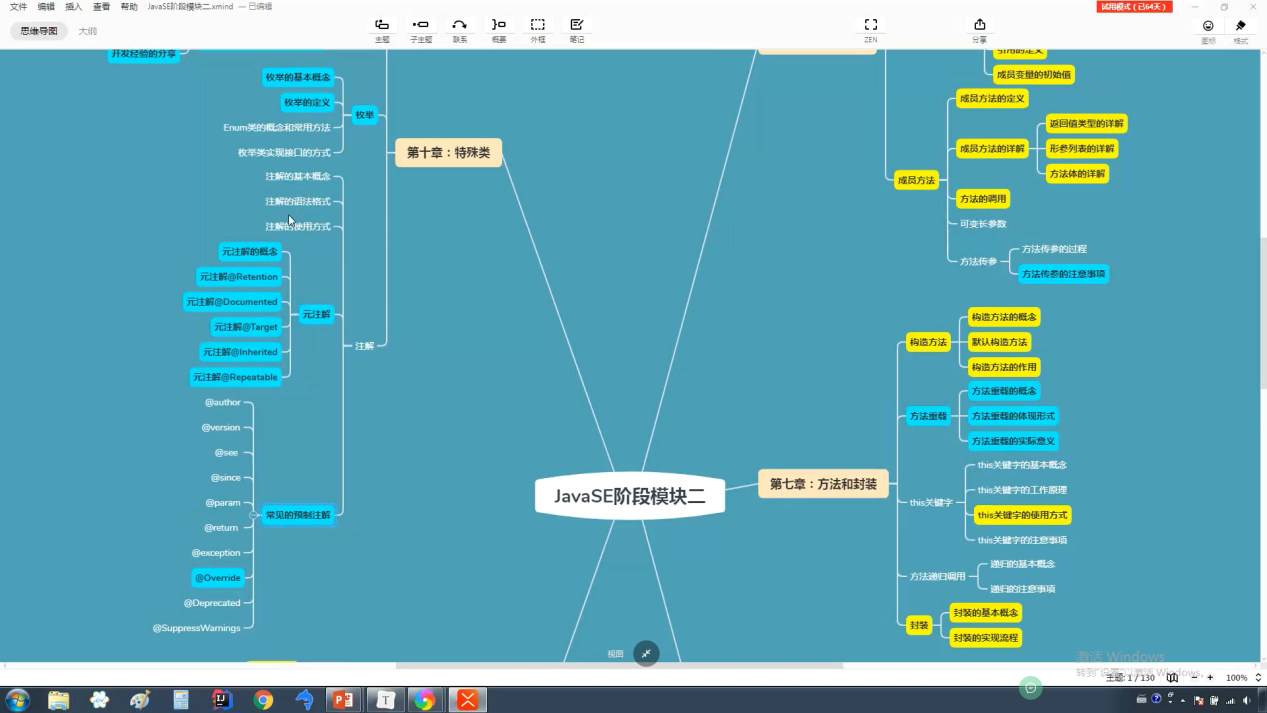 文件 编辑 插入 查看 帮助 JavaSE阶段模块二.xmind — 已编辑
试用模式（已64天）
思维导图 大纲
主题 子主题 联系 概要 外框 笔记 ZEN 分享 图标 格式
开发经验的分享
枚举的基本概念
枚举的定义
Enum类的概念和常用方法
枚举类实现接口的方式
枚举
第十章：特殊类
注解的基本概念
注解的语法格式
注解的使用方式
元注解的概念
元注解@Retention
元注解@Documented
元注解@Target
元注解@Inherited
元注解@Repeatable
元注解
注解
@author
@version
@see
@since
@param
@return
@exception
@Override
@Deprecated
@SuppressWarnings
常见的预制注解
JavaSE阶段模块二
引用的定义
成员变量的初始值
成员方法
成员方法的定义
成员方法的详解
返回值类型的详解
形参列表的详解
方法体的详解
方法的调用
可变长参数
方法传参
方法传参的过程
方法传参的注意事项
第七章：方法和封装
构造方法
构造方法的概念
默认构造方法
构造方法的作用
方法重载
方法重载的概念
方法重载的体现形式
方法重载的实际意义
this关键字
this关键字的基本概念
this关键字的工作原理
this关键字的使用方式
this关键字的注意事项
方法递归调用
递归的基本概念
递归的注意事项
封装
封装的基本概念
封装的实现流程
视图
激活 Windows
转到"设置"以激活 Windows。
主题: 1 / 130
100%